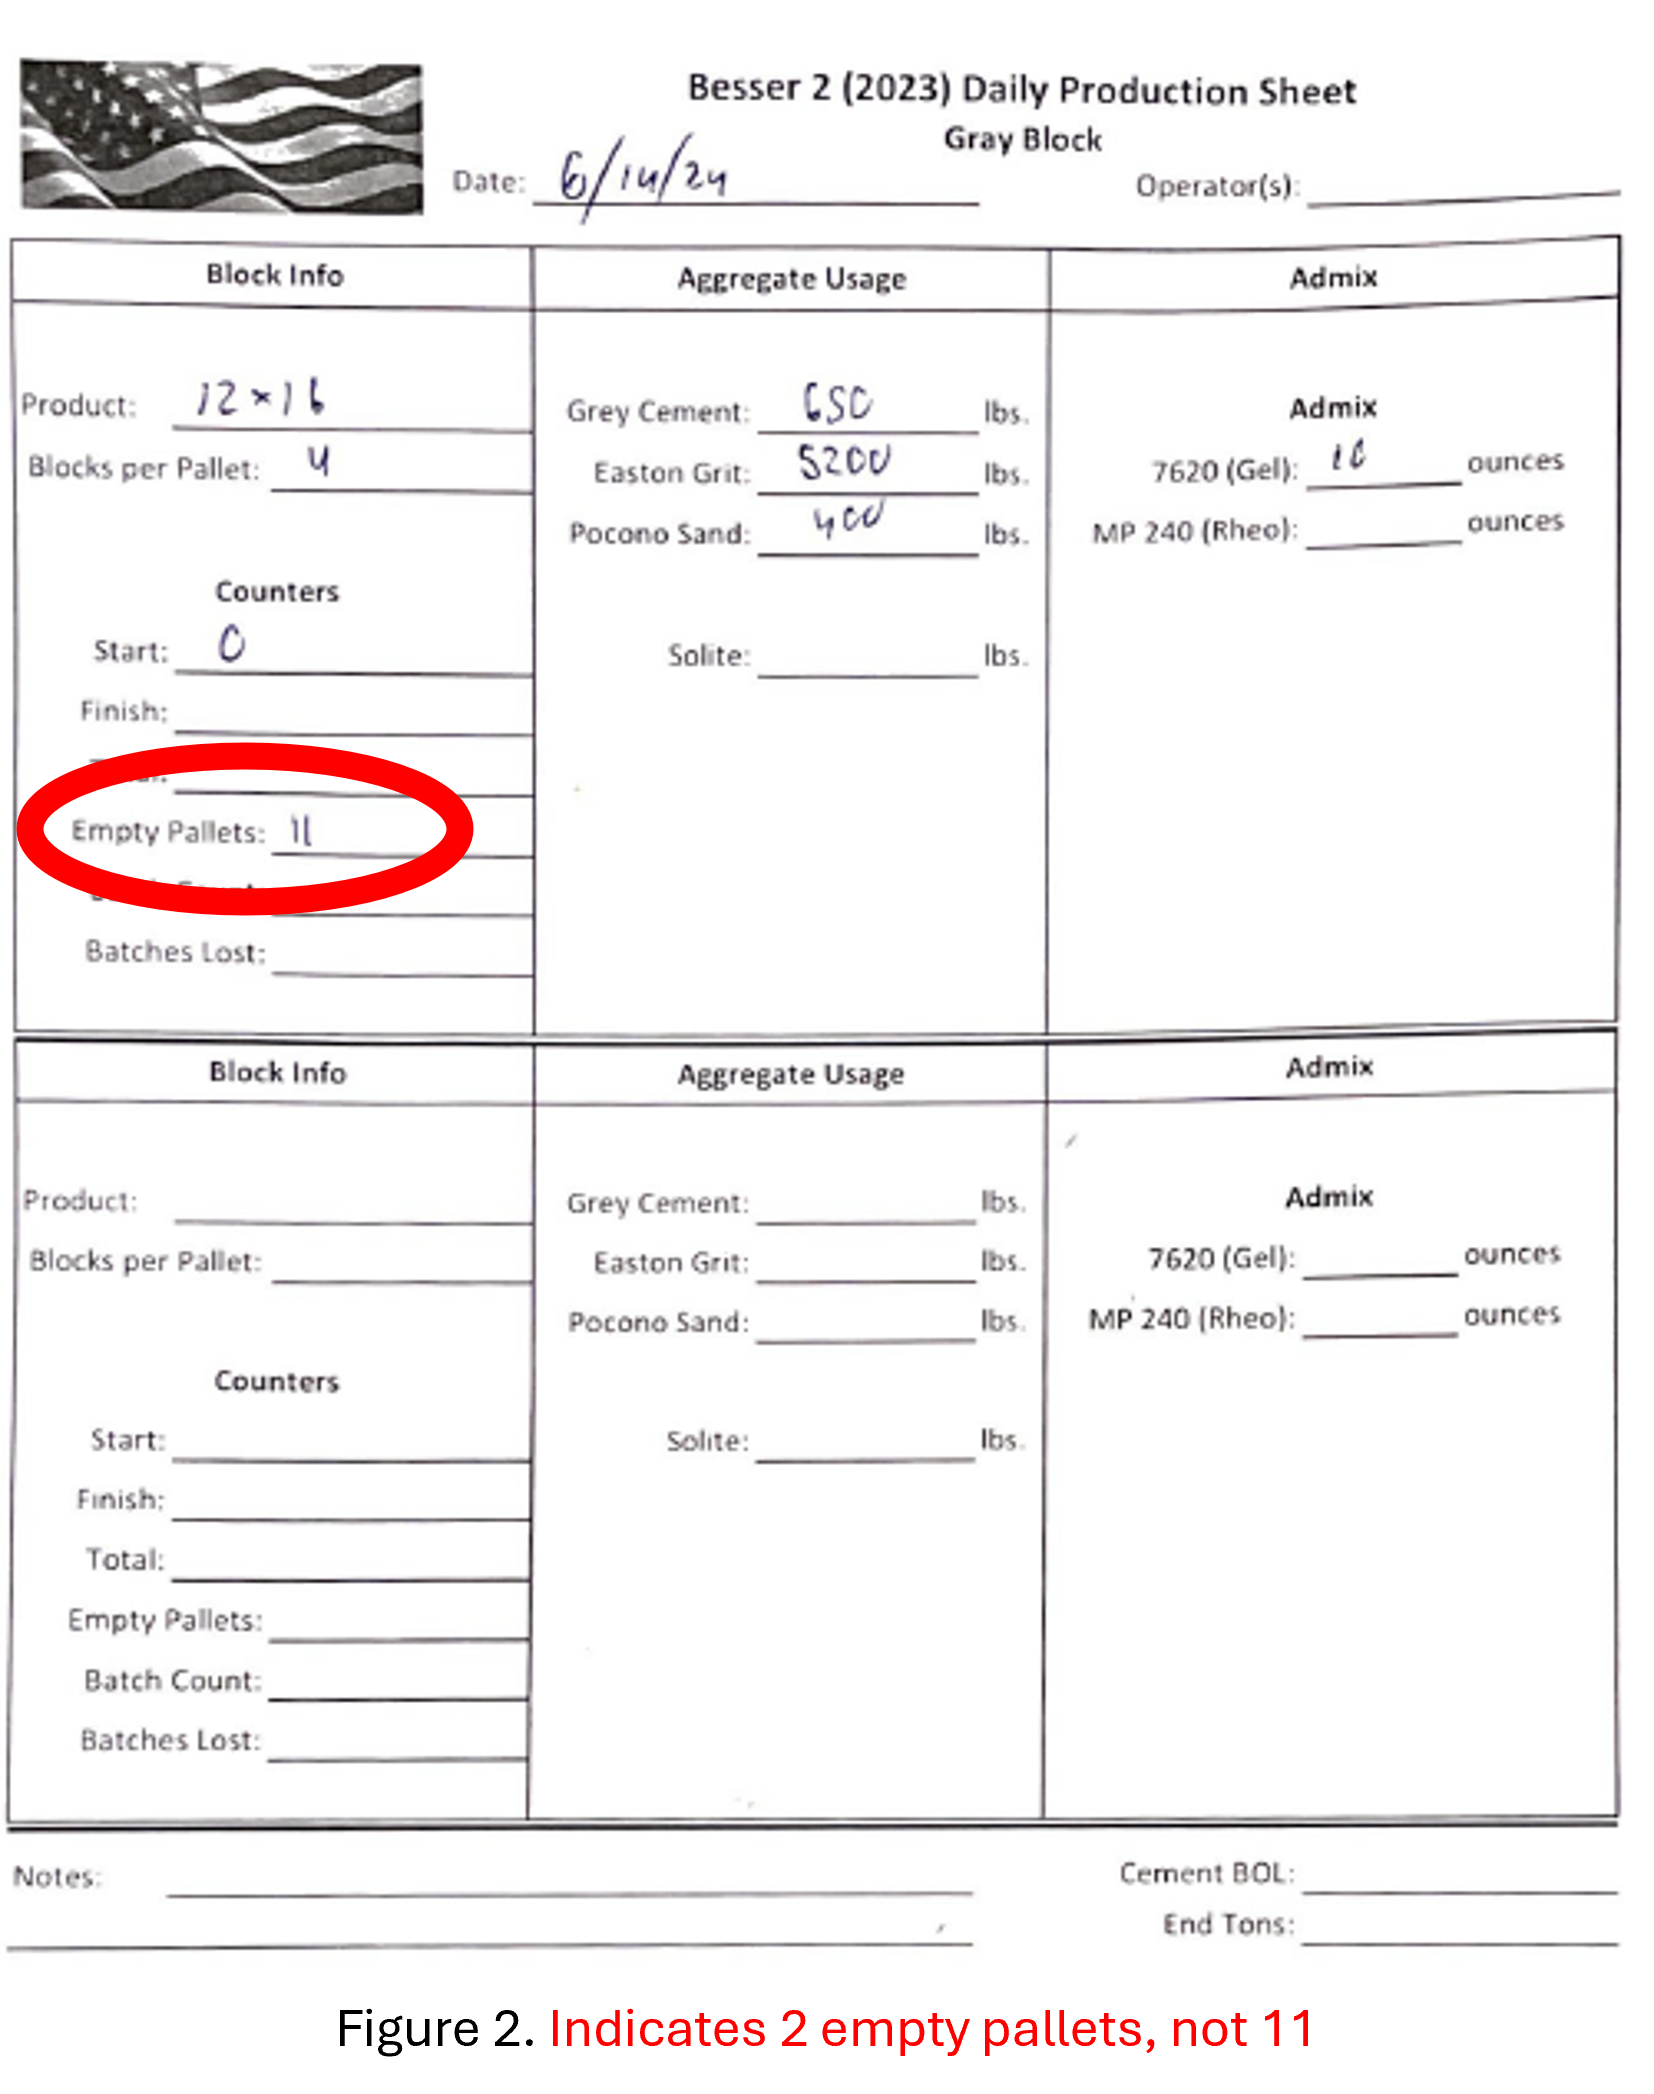 Besser 2 (2023) Daily Production Sheet
Gray Block
Date: 6/14/24 Operator(s):
Block Info Aggregate Usage Admix
Product: 12×16 Grey Cement: 650 lbs. Admix
Blocks per Pallet: 4 Easton Grit: 5200 lbs. 7620 (Gel): 10 ounces
Pocono Sand: 400 lbs. MP 240 (Rheo): ounces
Counters
Start: 0 Solite: lbs.
Finish:
Empty Pallets: 11
Batches Lost:
Block Info Aggregate Usage Admix
Product: Grey Cement: lbs. Admix
Blocks per Pallet: Easton Grit: lbs. 7620 (Gel): ounces
Pocono Sand: lbs. MP 240 (Rheo): ounces
Counters
Start: Solite: lbs.
Finish:
Total:
Empty Pallets:
Batch Count:
Batches Lost:
Notes: Cement BOL:
End Tons:
Figure 2. Indicates 2 empty pallets, not 11